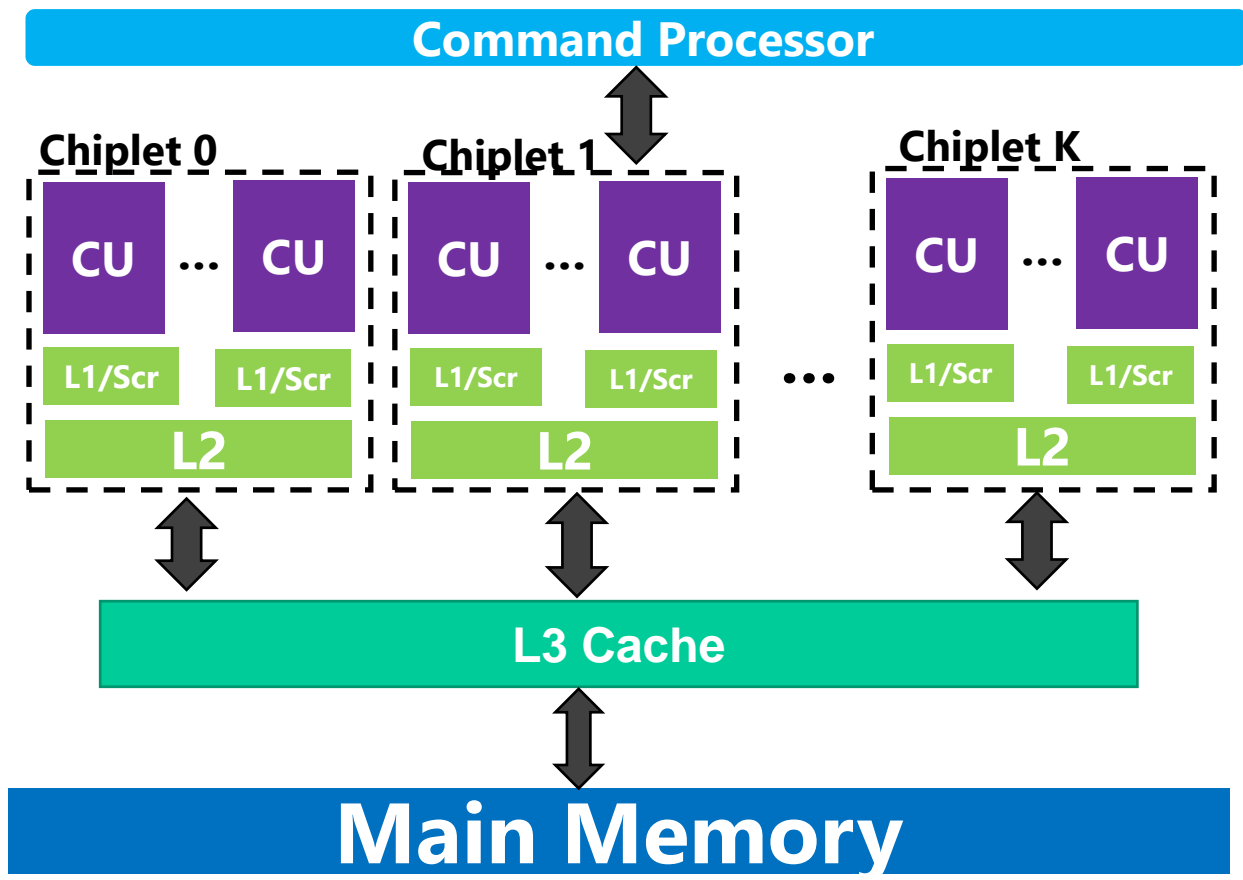 Command Processor
Chiplet 0
Chiplet 1
Chiplet K
CU ... CU
CU ... CU
CU ... CU
L1/Scr L1/Scr
L1/Scr L1/Scr
...
L1/Scr L1/Scr
L2
L2
L2
L3 Cache
Main Memory